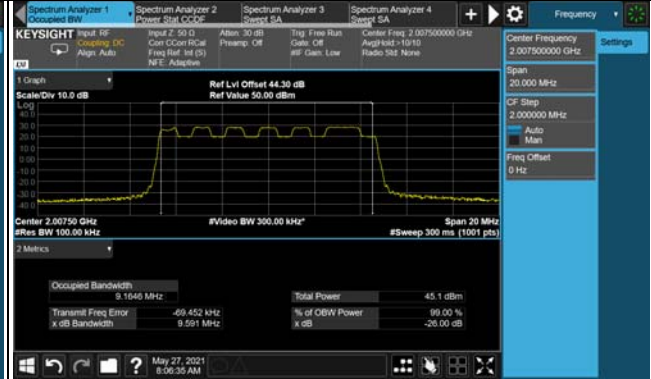 Spectrum Analyzer 1
Occupied BW
Spectrum Analyzer 2
Power Stat CCDF
Spectrum Analyzer 3
Swept SA
Spectrum Analyzer 4
Swept SA
Frequency
KEYSIGHT
Input: RF
Coupling: DC
Align: Auto
Input Z: 50 Ω
Corr CCorr RCal
Freq Ref: Int (S)
NFE: Adaptive
Atten: 30 dB
Preamp: Off
Trig: Free Run
Gate: Off
#IF Gain: Low
Center Freq: 2.007500000 GHz
Avg|Hold:>10/10
Radio Std: None
LXI
1 Graph
Scale/Div 10.0 dB
Ref Lvl Offset 44.30 dB
Ref Value 50.00 dBm
Log
40.0
30.0
20.0
10.0
0.00
-10.0
-20.0
-30.0
-40.0
Center 2.00750 GHz
#Video BW 300.00 kHz*
Span 20 MHz
#Res BW 100.00 kHz
#Sweep 300 ms (1001 pts)
2 Metrics
Occupied Bandwidth
9.1646 MHz
Total Power
45.1 dBm
Transmit Freq Error
-69.452 kHz
% of OBW Power
99.00 %
x dB Bandwidth
9.591 MHz
x dB
-26.00 dB
May 27, 2021
8:06:35 AM
Center Frequency
2.007500000 GHz
Settings
Span
20.000 MHz
CF Step
2.000000 MHz
Auto
Man
Freq Offset
0 Hz